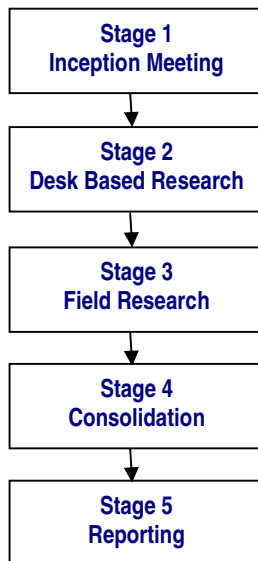 Stage 1
Inception Meeting
Stage 2
Desk Based Research
Stage 3
Field Research
Stage 4
Consolidation
Stage 5
Reporting